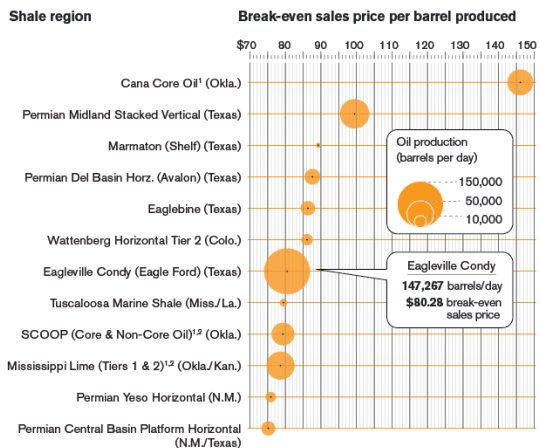 Shale region
Break-even sales price per barrel produced
$70 80 90 100 110 120 130 140 150
Cana Core Oil¹ (Okla.)
Permian Midland Stacked Vertical (Texas)
Marmaton (Shelf) (Texas)
Permian Del Basin Horz. (Avalon) (Texas)
Eaglebine (Texas)
Wattenberg Horizontal Tier 2 (Colo.)
Eagleville Condy (Eagle Ford) (Texas)
Tuscaloosa Marine Shale (Miss./La.)
SCOOP (Core & Non-Core Oil)¹,² (Okla.)
Mississippi Lime (Tiers 1 & 2)¹,² (Okla./Kan.)
Permian Yeso Horizontal (N.M.)
Permian Central Basin Platform Horizontal
(N.M./Texas)
Oil production
(barrels per day)
150,000
50,000
10,000
Eagleville Condy
147,267 barrels/day
$80.28 break-even
sales price